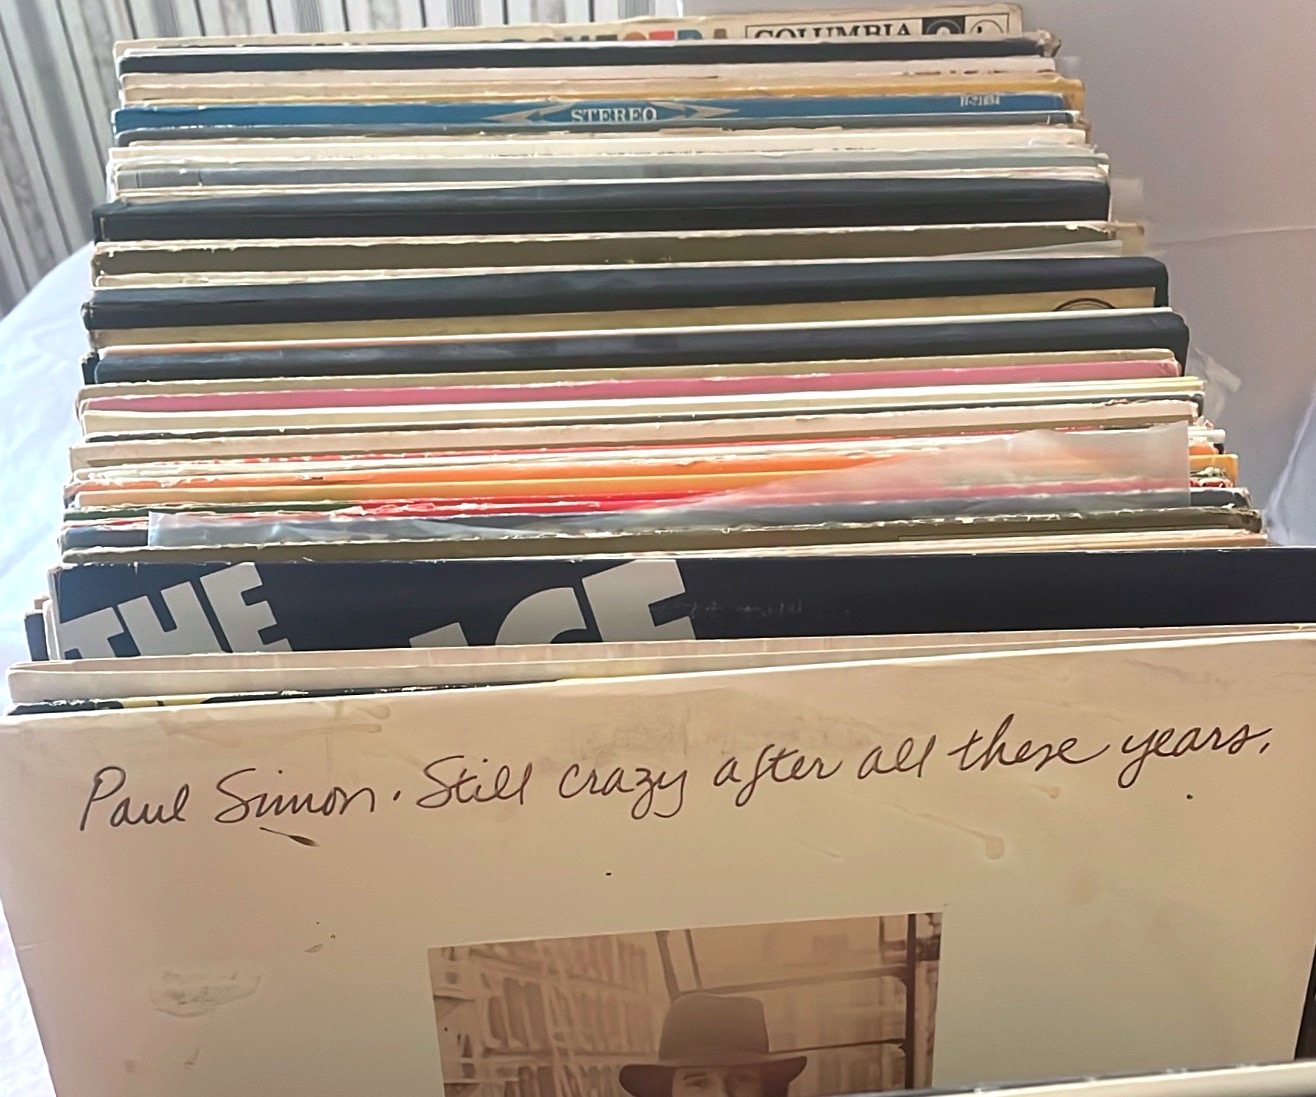 COLUMBIA
STEREO
THE
Paul Simon. Still crazy after all these years.